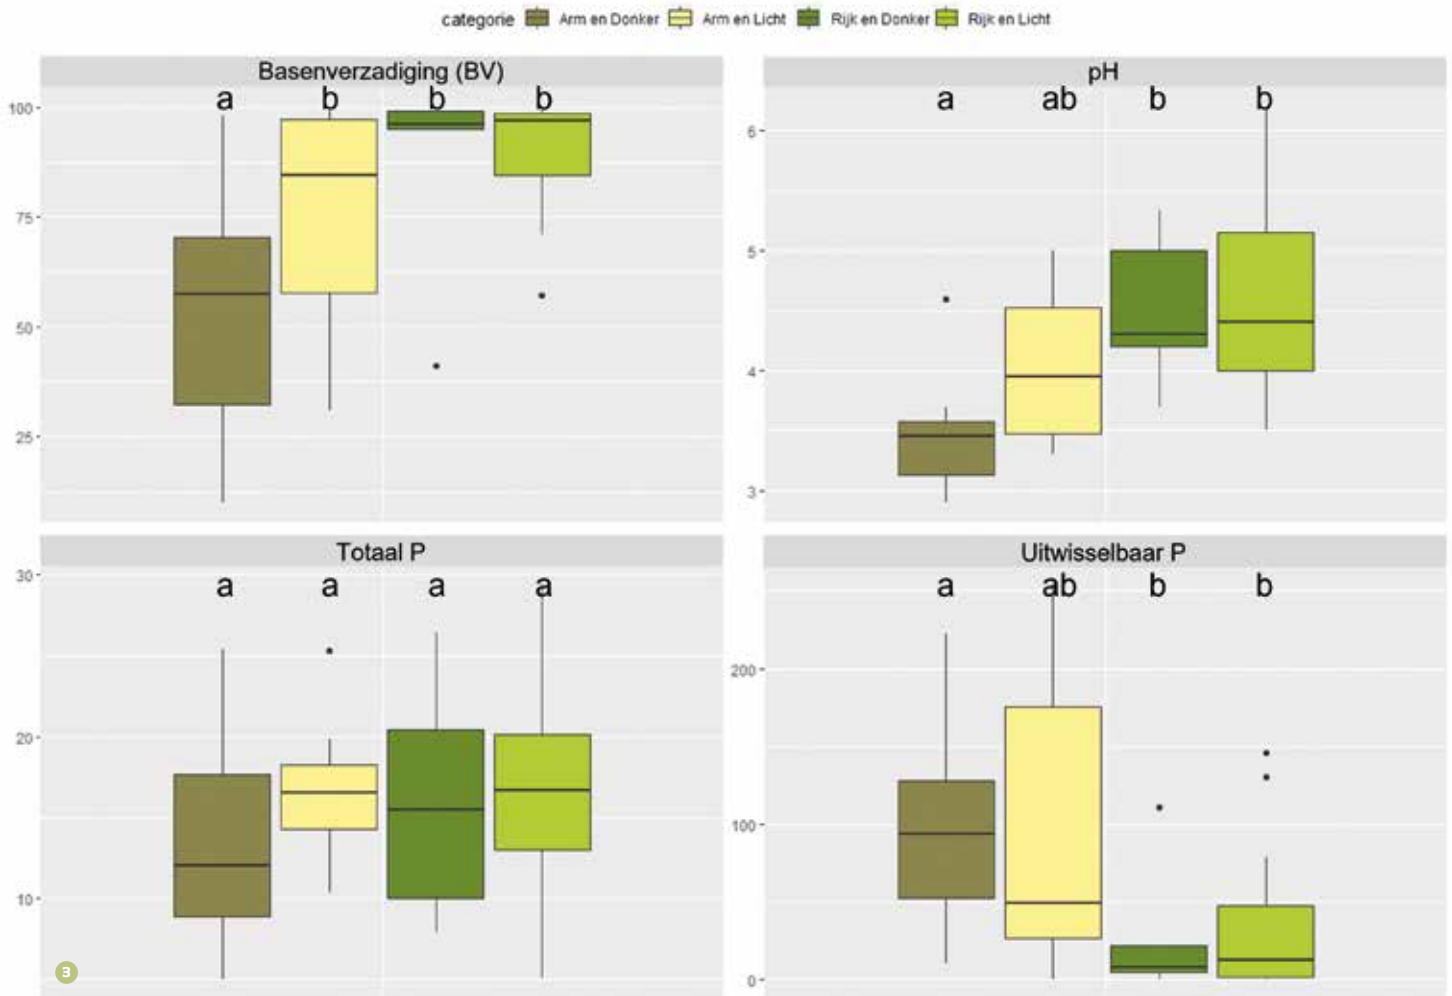 categorie Arm en Donker Arm en Licht Rijk en Donker Rijk en Licht
Basenverzadiging (BV)
a b b b
100
75
50
25
pH
a ab b b
6
5
4
3
Totaal P
a a a a
30
20
10
3
Uitwisselbaar P
a ab b b
200
100
0